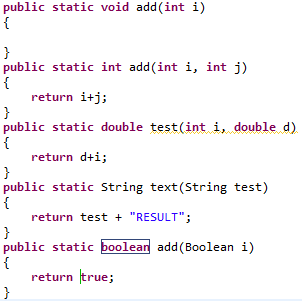 public static void add(int i)
{
}
public static int add(int i, int j)
{
return i+j;
}
public static double test(int i, double d)
{
return d+i;
}
public static String text(String test)
{
return test + "RESULT";
}
public static boolean add(Boolean i)
{
return true;
}